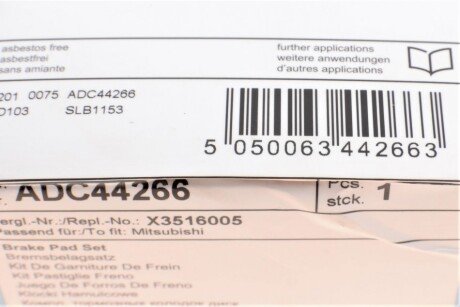 asbestos free
asbestfrei
sans amiante
further applications
weitere anwendungen
d'autres applications
201 0075 ADC44266
D103 SLB1153
5 050063 442663
ADC44266
Pcs.
stck. 1
ergl.-Nr.:/Repl.-No.: X3516005
Passend für:/To fit: Mitsubishi
Brake Pad Set
Bremsbelagsatz
Kit De Garniture De Frein
Kit Pastiglie Freno
Juego De Forros De Freno
Klocki Hamulcowe